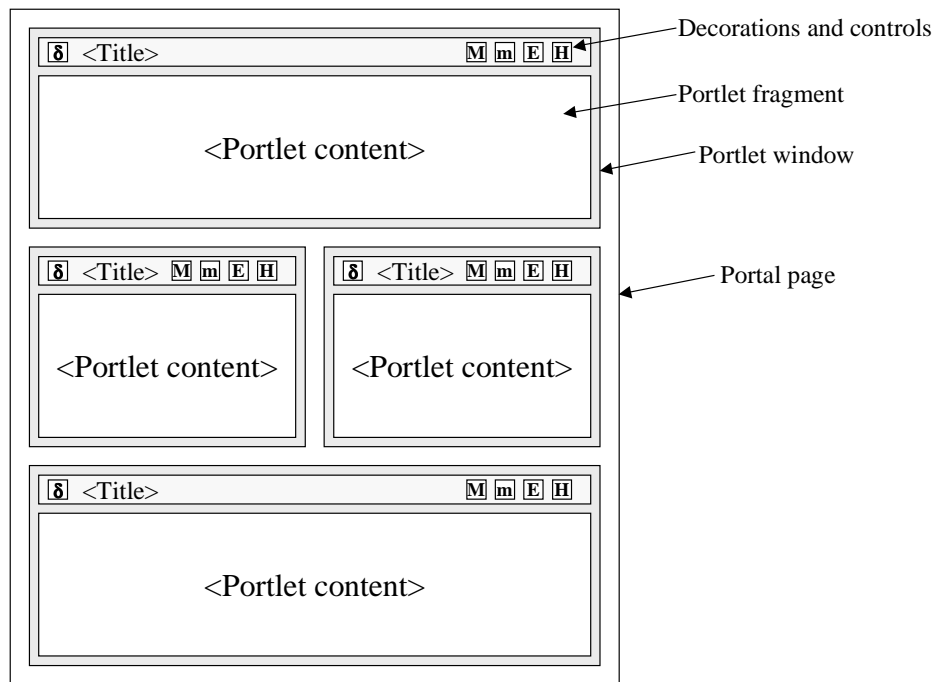 δ <Title> M m E H
Decorations and controls
Portlet fragment
<Portlet content>
Portlet window
δ <Title> M m E H
δ <Title> M m E H
Portal page
<Portlet content>
<Portlet content>
δ <Title> M m E H
<Portlet content>